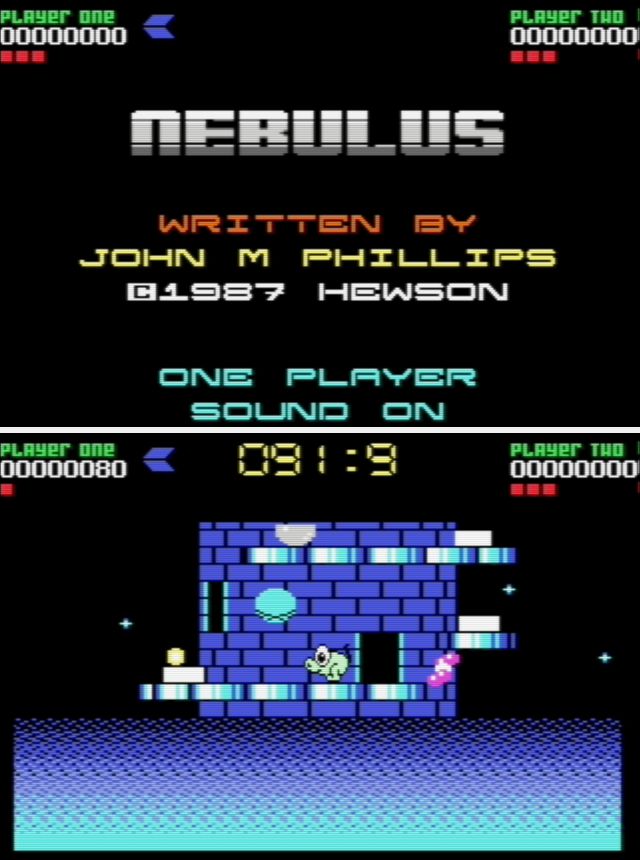 PLAYER ONE PLAYER TWO
00000000 00000000
NEBULUS
WRITTEN BY
JOHN M PHILLIPS
©1987 HEWSON
ONE PLAYER
SOUND ON
PLAYER ONE 091:9 PLAYER TWO
00000080 00000000